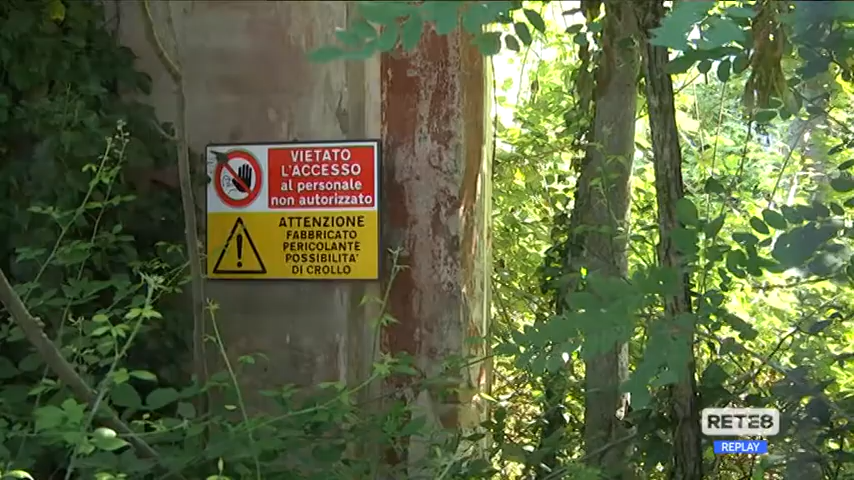 VIETATO
L'ACCESSO
al personale
non autorizzato
ATTENZIONE
FABBRICATO
PERICOLANTE
POSSIBILITA'
DI CROLLO
RETE8
REPLAY